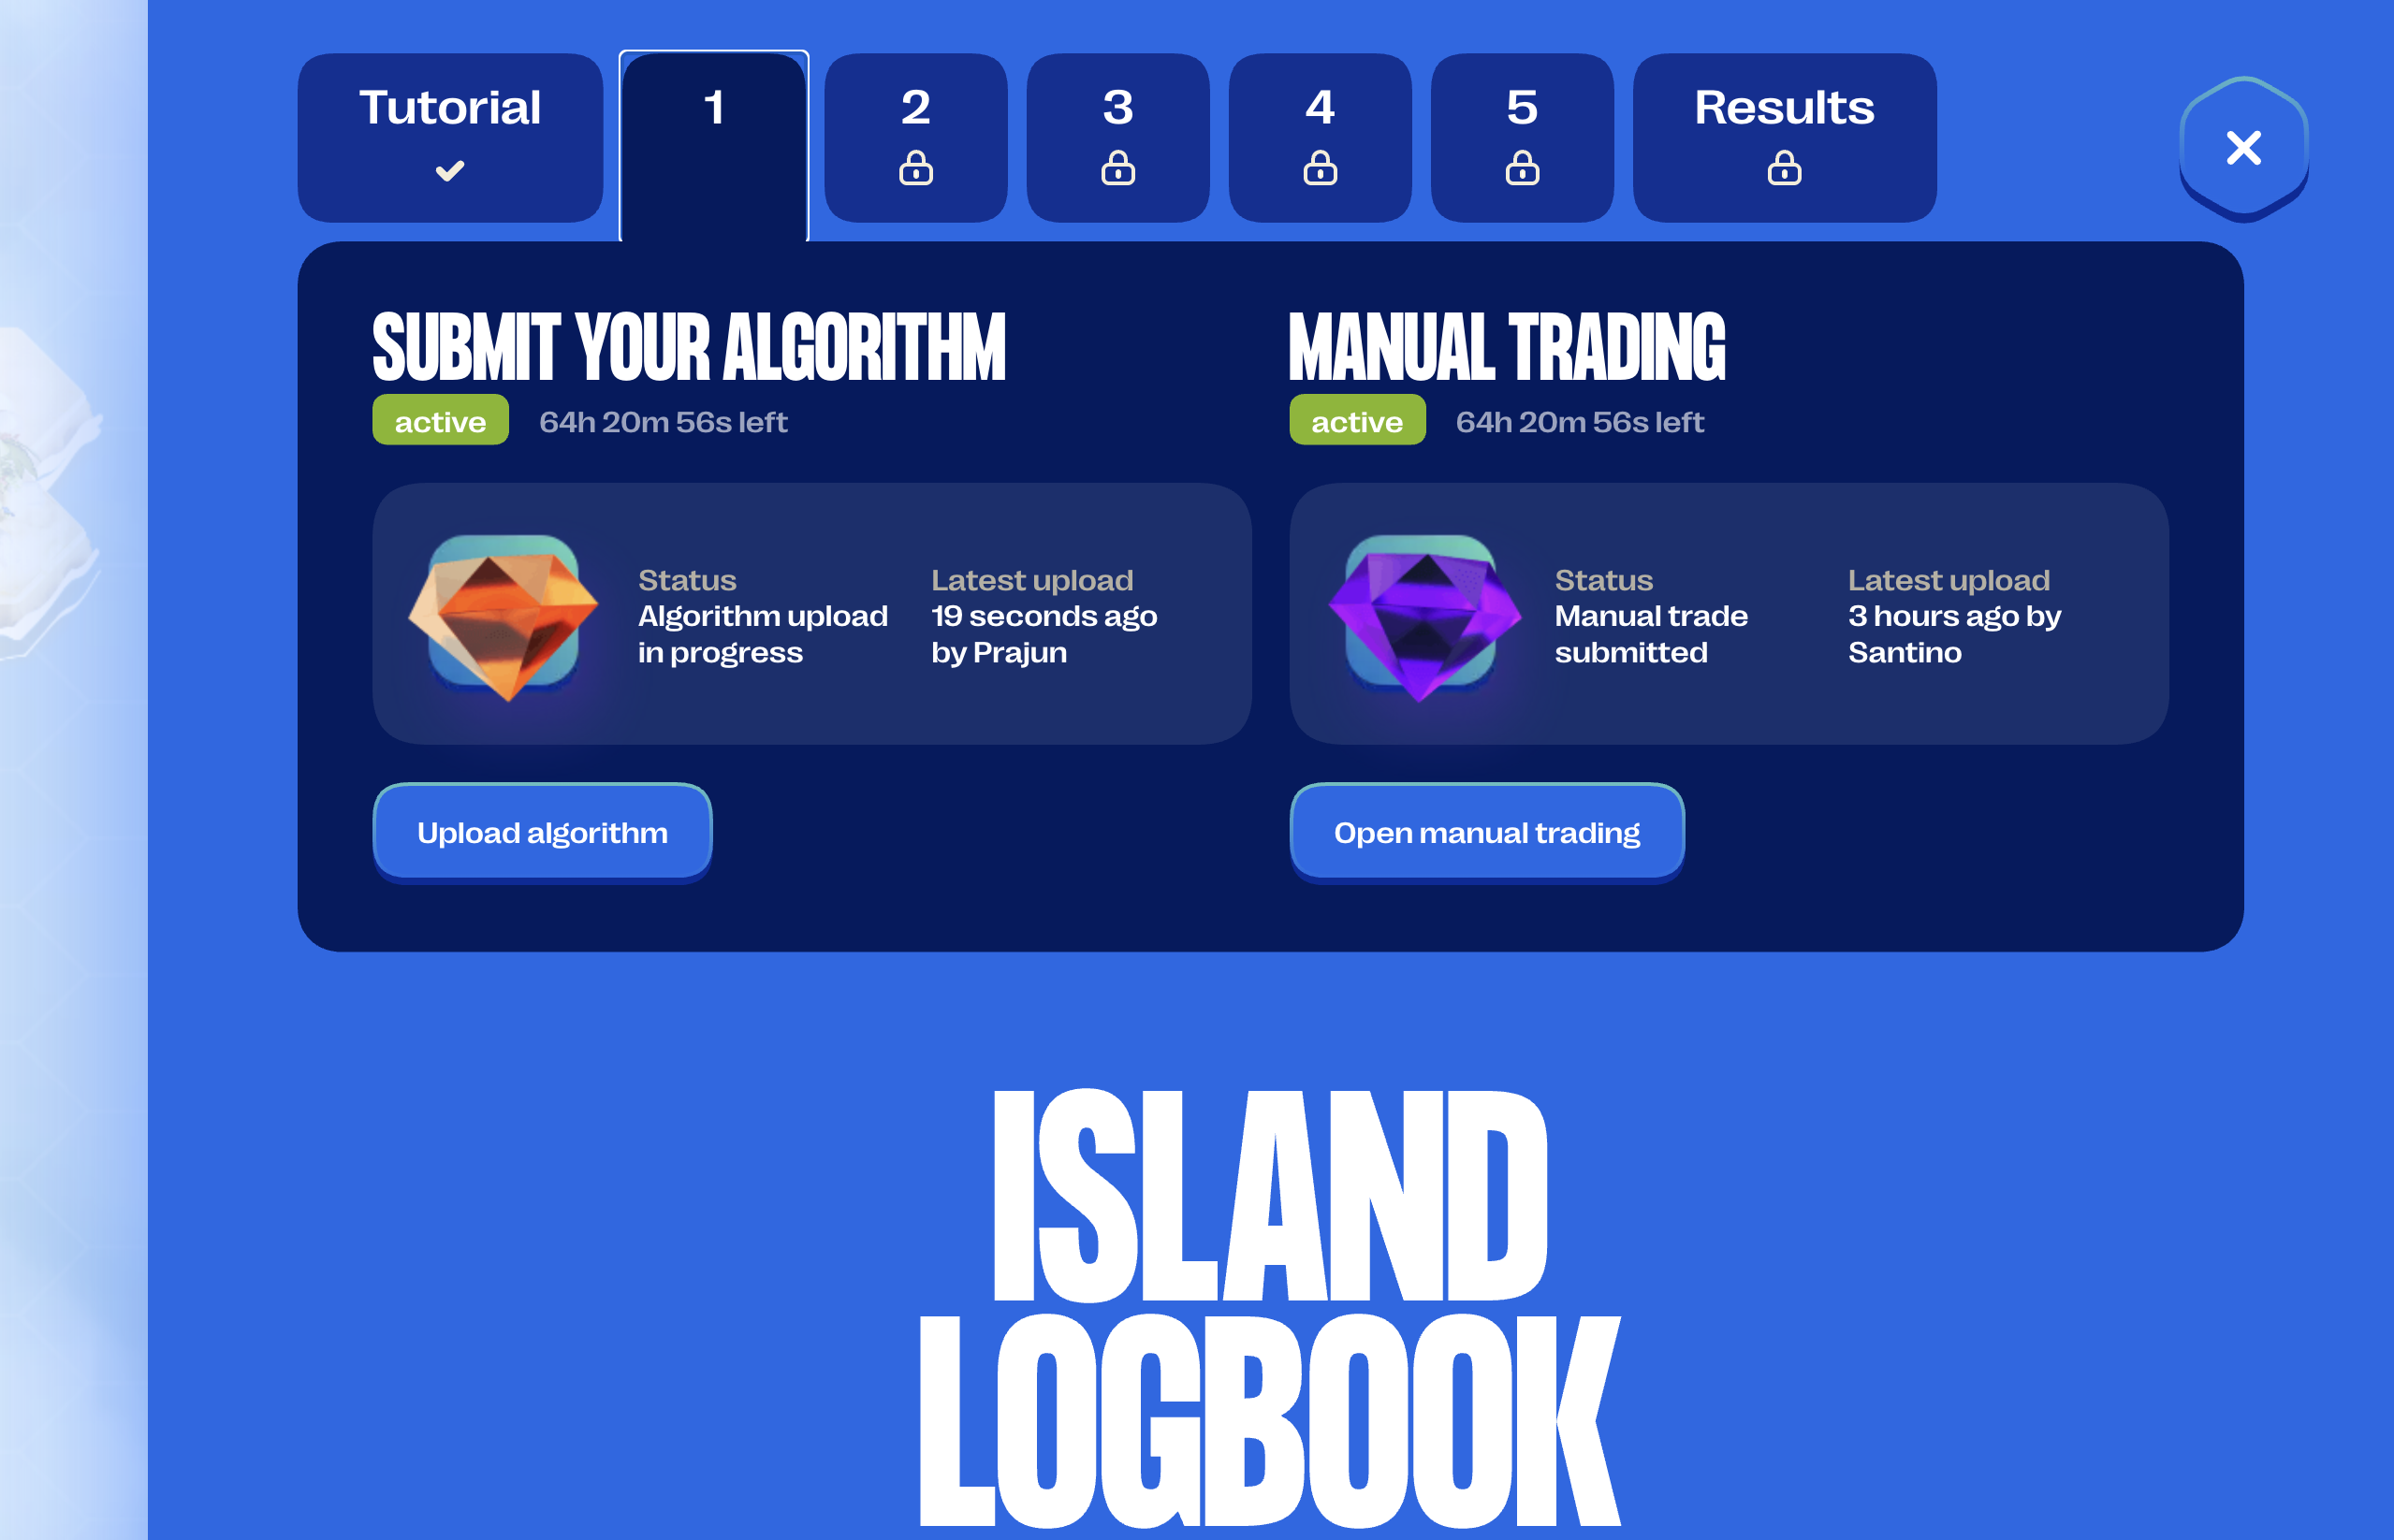 Tutorial
1
2
3
4
5
Results
SUBMIT YOUR ALGORITHM
active
64h 20m 56s left
Status
Algorithm upload
in progress
Latest upload
19 seconds ago
by Prajun
Upload algorithm
MANUAL TRADING
active
64h 20m 56s left
Status
Manual trade
submitted
Latest upload
3 hours ago by
Santino
Open manual trading
ISLAND
LOGBOOK